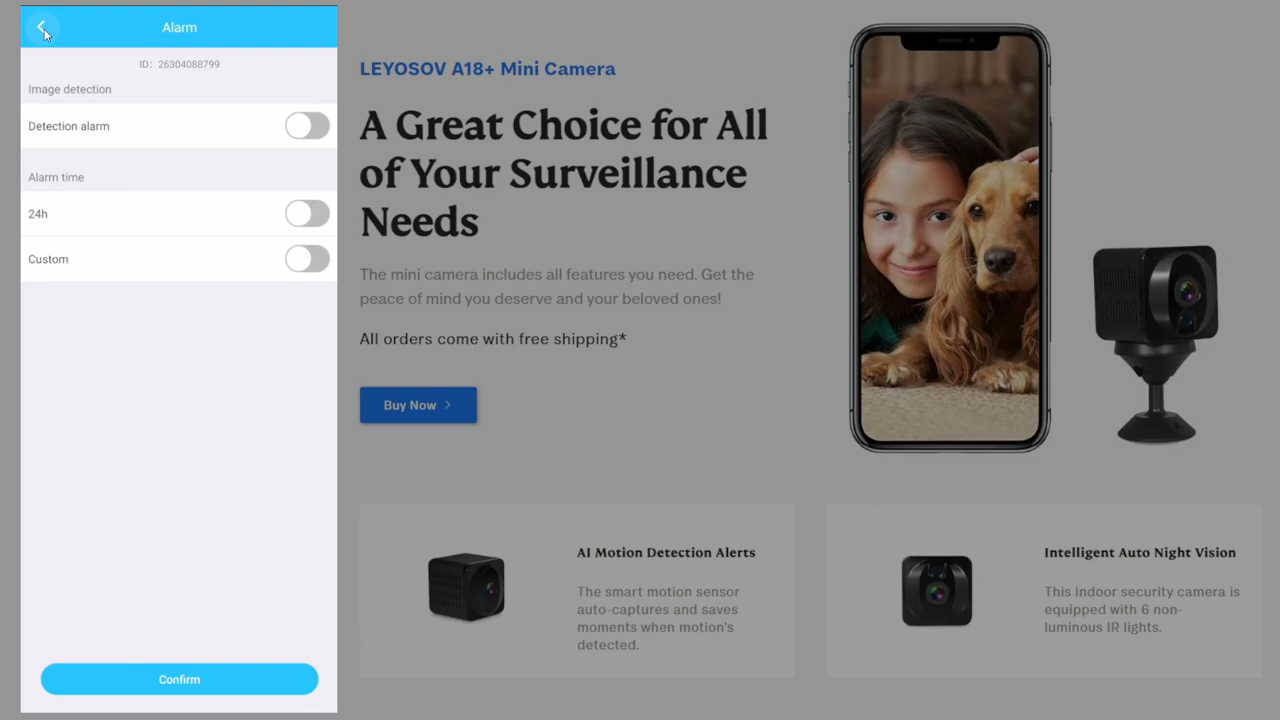 Alarm
ID: 26304088799
Image detection
Detection alarm
Alarm time
24h
Custom
Confirm
LEYOSOV A18+ Mini Camera
A Great Choice for All
of Your Surveillance
Needs
The mini camera includes all features you need. Get the
peace of mind you deserve and your beloved ones!
All orders come with free shipping*
Buy Now
AI Motion Detection Alerts
The smart motion sensor
auto-captures and saves
moments when motion's
detected.
Intelligent Auto Night Vision
This indoor security camera is
equipped with 6 non-
luminous IR lights.